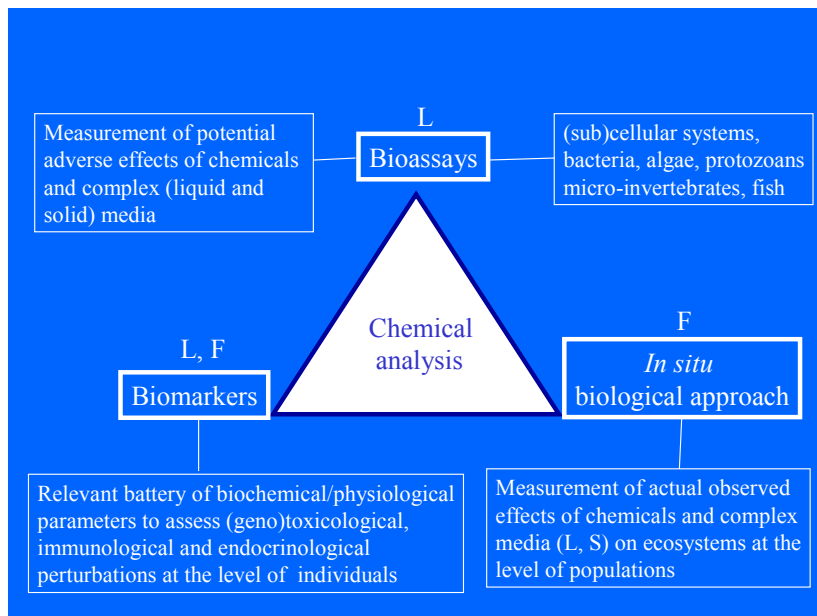 L
Measurement of potential
adverse effects of chemicals
and complex (liquid and
solid) media
Bioassays
(sub)cellular systems,
bacteria, algae, protozoans
micro-invertebrates, fish
Chemical
analysis
L, F
Biomarkers
F
In situ
biological approach
Relevant battery of biochemical/physiological
parameters to assess (geno)toxicological,
immunological and endocrinological
perturbations at the level of individuals
Measurement of actual observed
effects of chemicals and complex
media (L, S) on ecosystems at the
level of populations